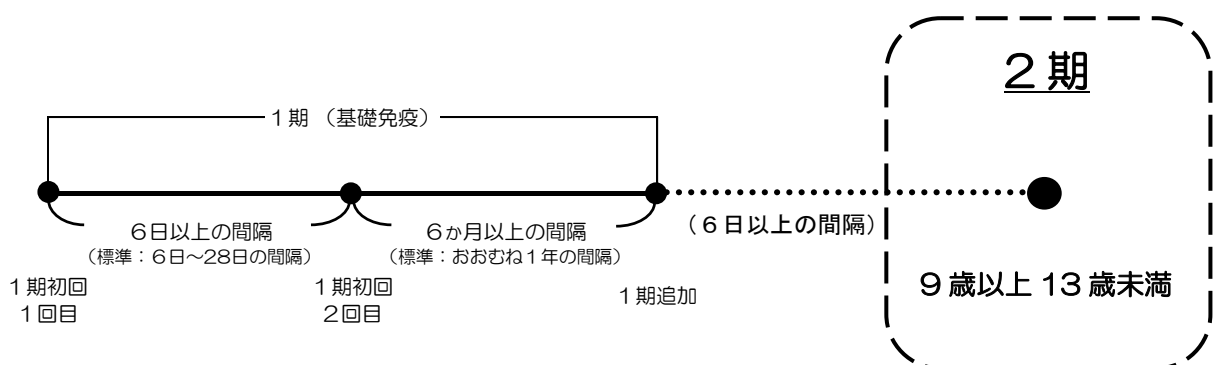 2期
1期 (基礎免疫)
6日以上の間隔
(標準:6日~28日の間隔)
6か月以上の間隔
(標準:おおむね1年の間隔)
(6日以上の間隔)
1期初回
1回目
1期初回
2回目
1期追加
9歳以上13歳未満